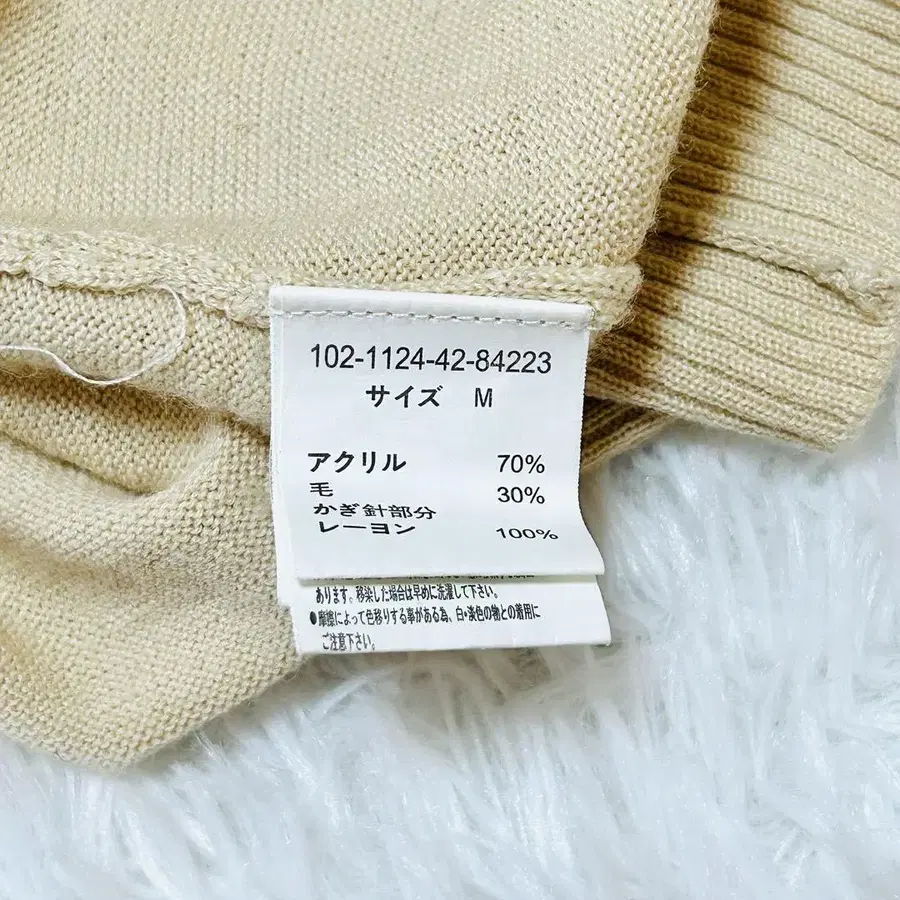 102-1124-42-84223
サイズ M
アクリル 70%
毛 30%
かぎ針部分
レーヨン 100%
あります。移染した場合は早めに洗濯して下さい。
●摩擦によって色移りする事がある為、白・淡色の物との着用に
ご注意下さい。